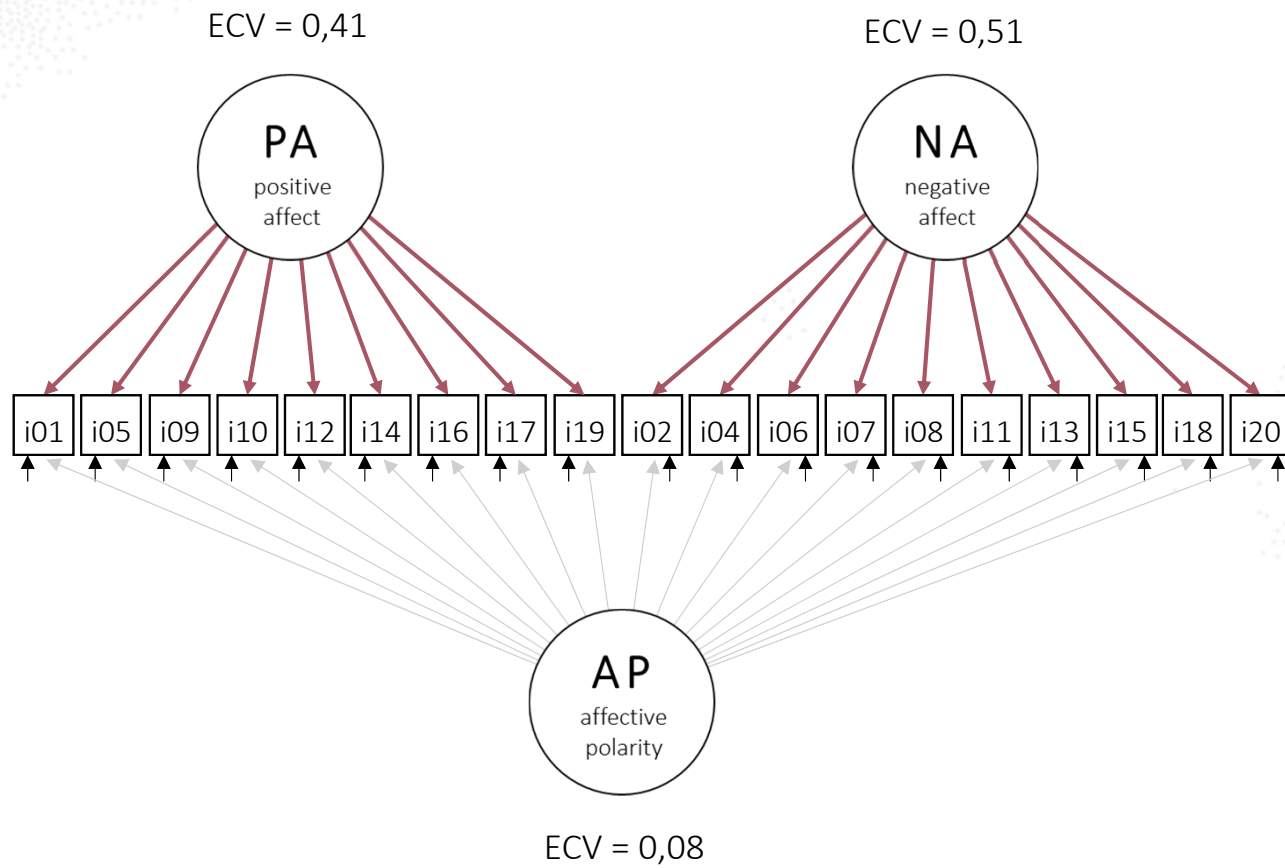 ECV = 0,41
ECV = 0,51
PA
positive
affect
NA
negative
affect
i01 i05 i09 i10 i12 i14 i16 i17 i19 i02 i04 i06 i07 i08 i11 i13 i15 i18 i20
AP
affective
polarity
ECV = 0,08